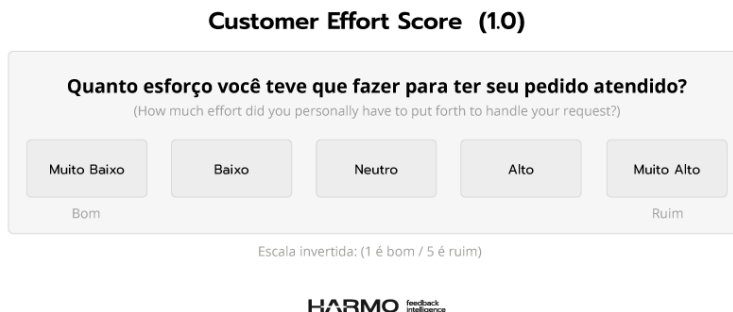 Customer Effort Score (1.0)
Quanto esforço você teve que fazer para ter seu pedido atendido?
(How much effort did you personally have to put forth to handle your request?)
Muito Baixo
Baixo
Neutro
Alto
Muito Alto
Bom
Ruim
Escala invertida: (1 é bom / 5 é ruim)
HARMO feedback intelligence